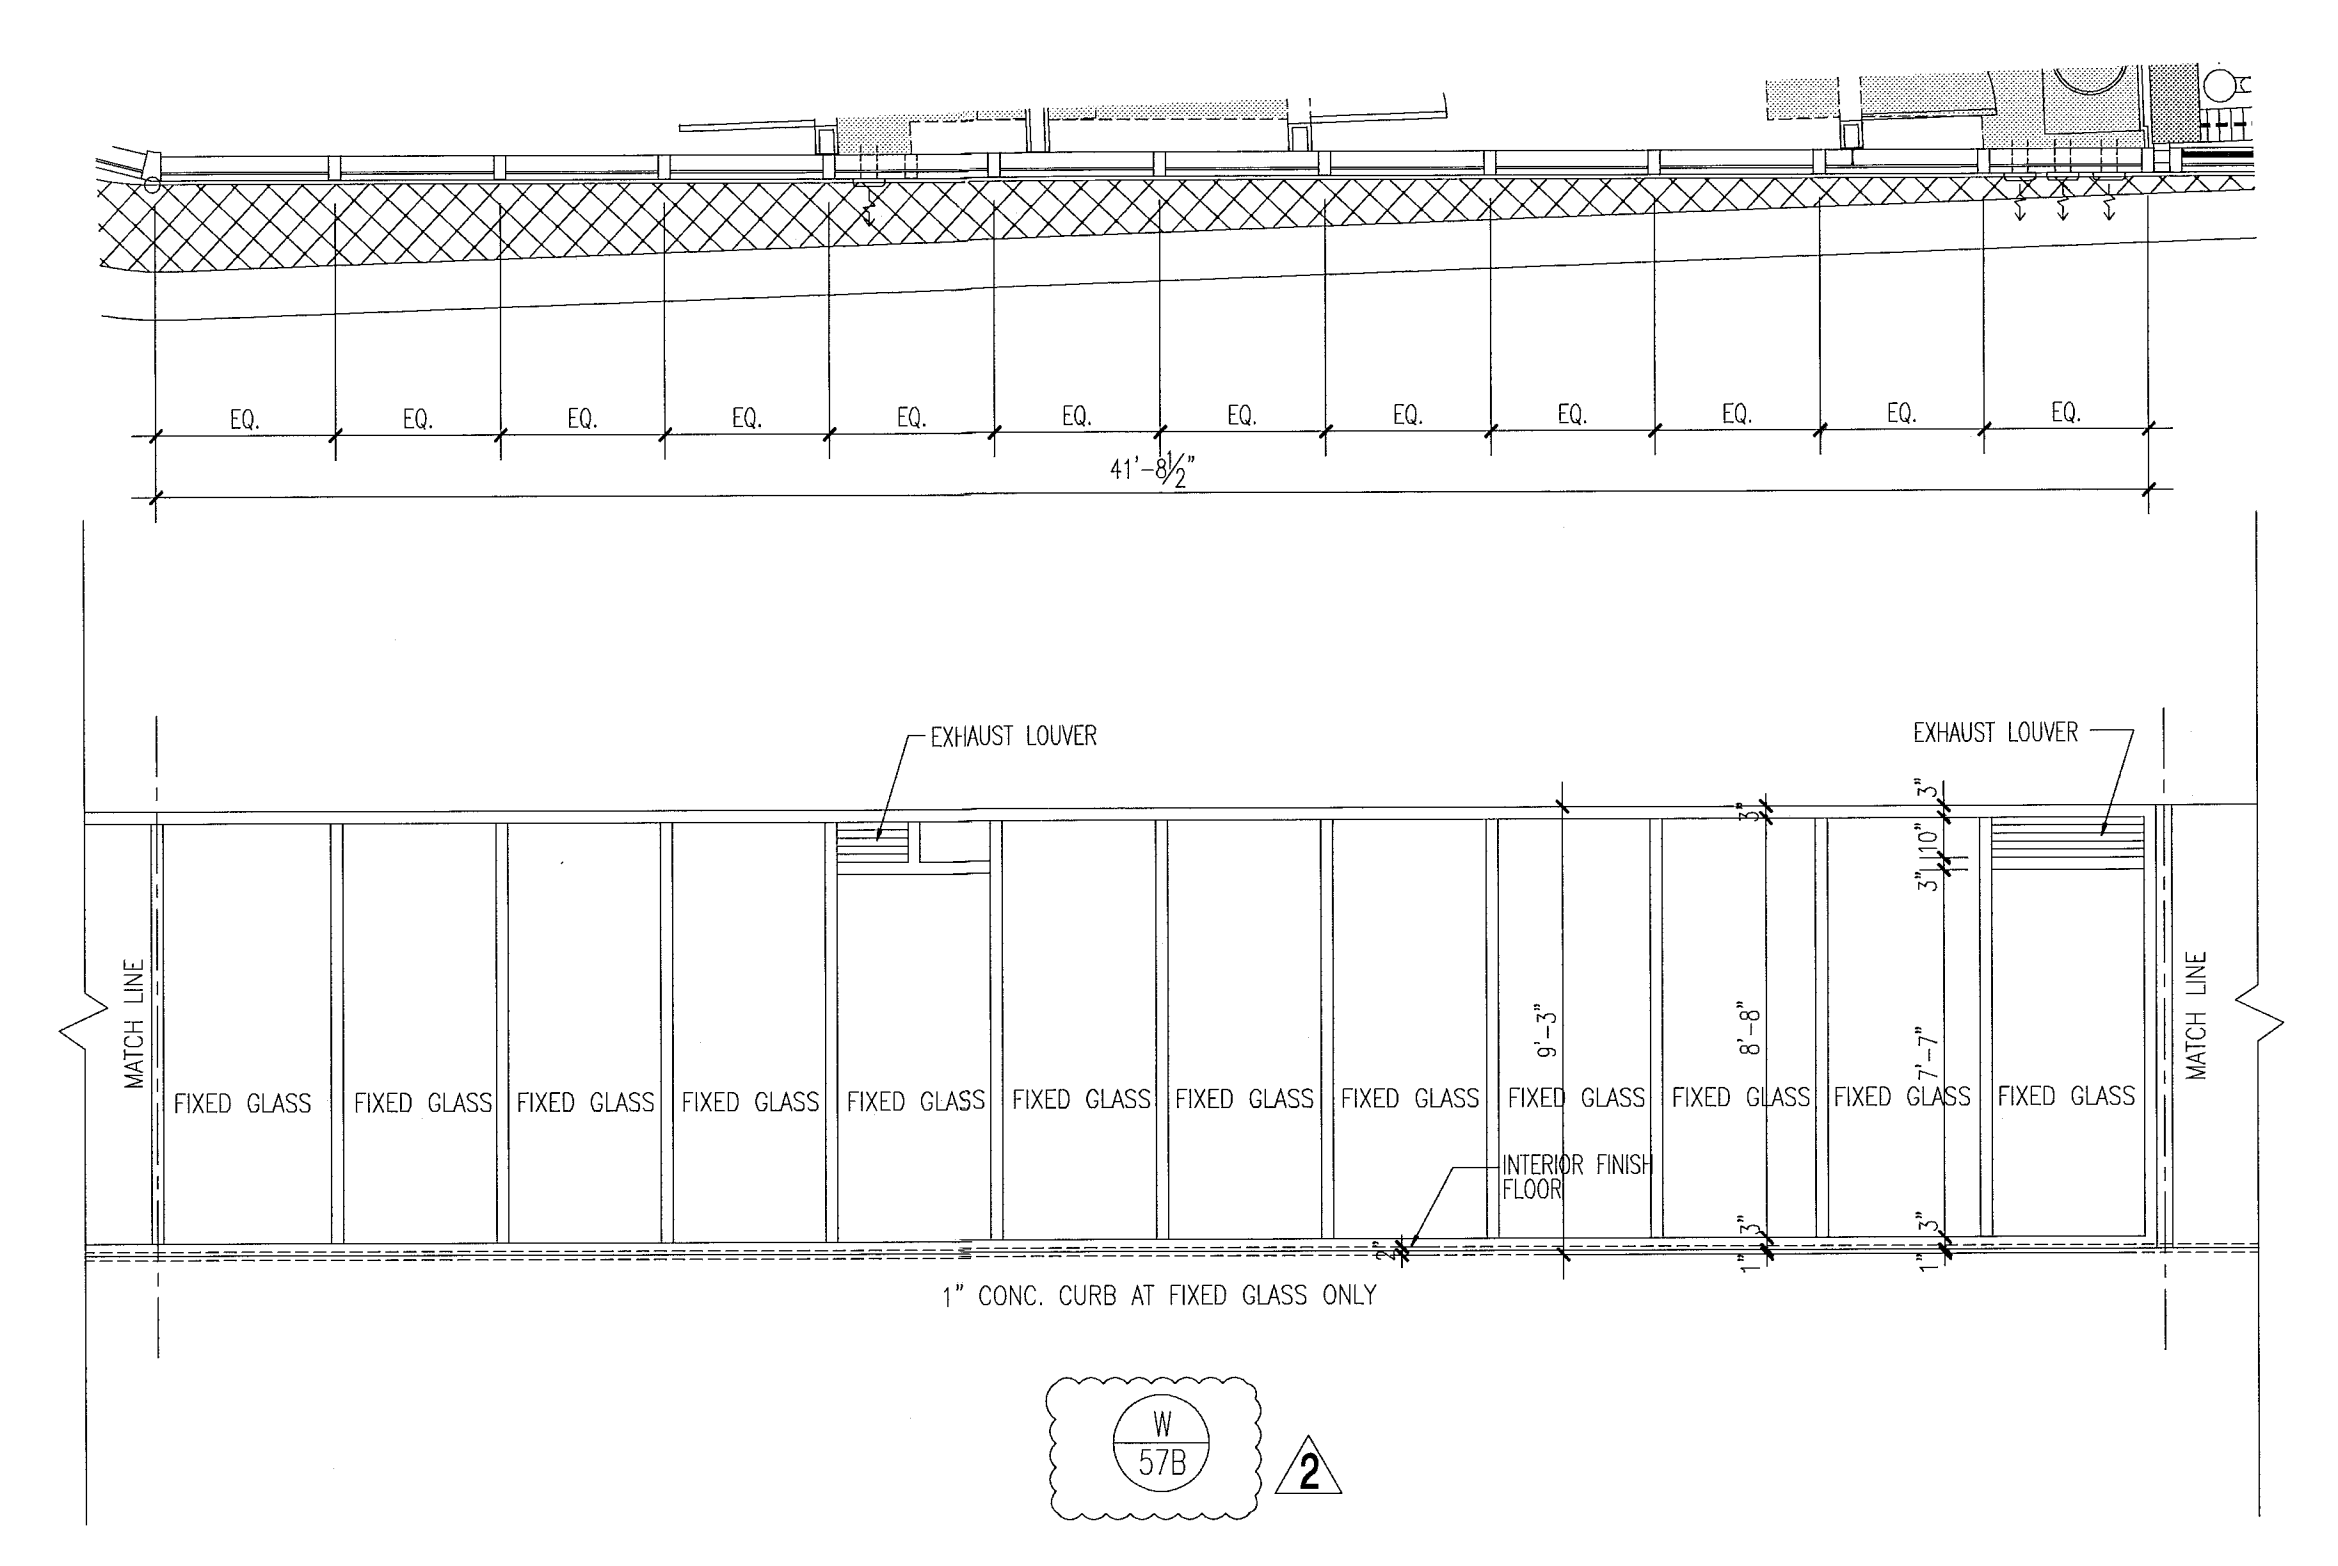 EQ. EQ. EQ. EQ. EQ. EQ. EQ. EQ. EQ. EQ. EQ. EQ.
41'-8½"
EXHAUST LOUVER
EXHAUST LOUVER
3"
3"
10"
3"
MATCH LINE
9'-3"
8'-8"
7'-7"
MATCH LINE
FIXED GLASS FIXED GLASS FIXED GLASS FIXED GLASS FIXED GLASS FIXED GLASS FIXED GLASS FIXED GLASS FIXED GLASS FIXED GLASS FIXED GLASS FIXED GLASS
INTERIOR FINISH
FLOOR
3"
3"
2"
1"
1"
1" CONC. CURB AT FIXED GLASS ONLY
W
57B
2